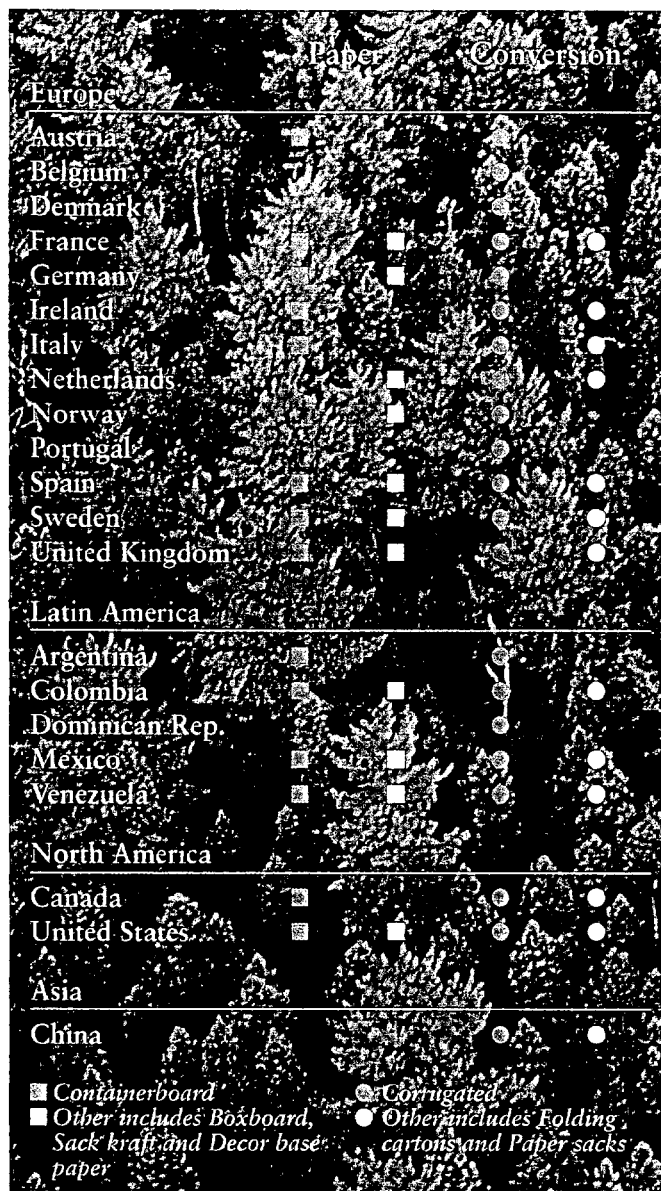 Paper Conversion
Europe
Austria
Belgium
Denmark
France
Germany
Ireland
Italy
Netherlands
Norway
Portugal
Spain
Sweden
United Kingdom
Latin America
Argentina
Colombia
Dominican Rep.
Mexico
Venezuela
North America
Canada
United States
Asia
China
Containerboard
Other includes Boxboard,
Sack kraft and Decor base
paper
Corrugated
Other includes Folding
cartons and Paper sacks